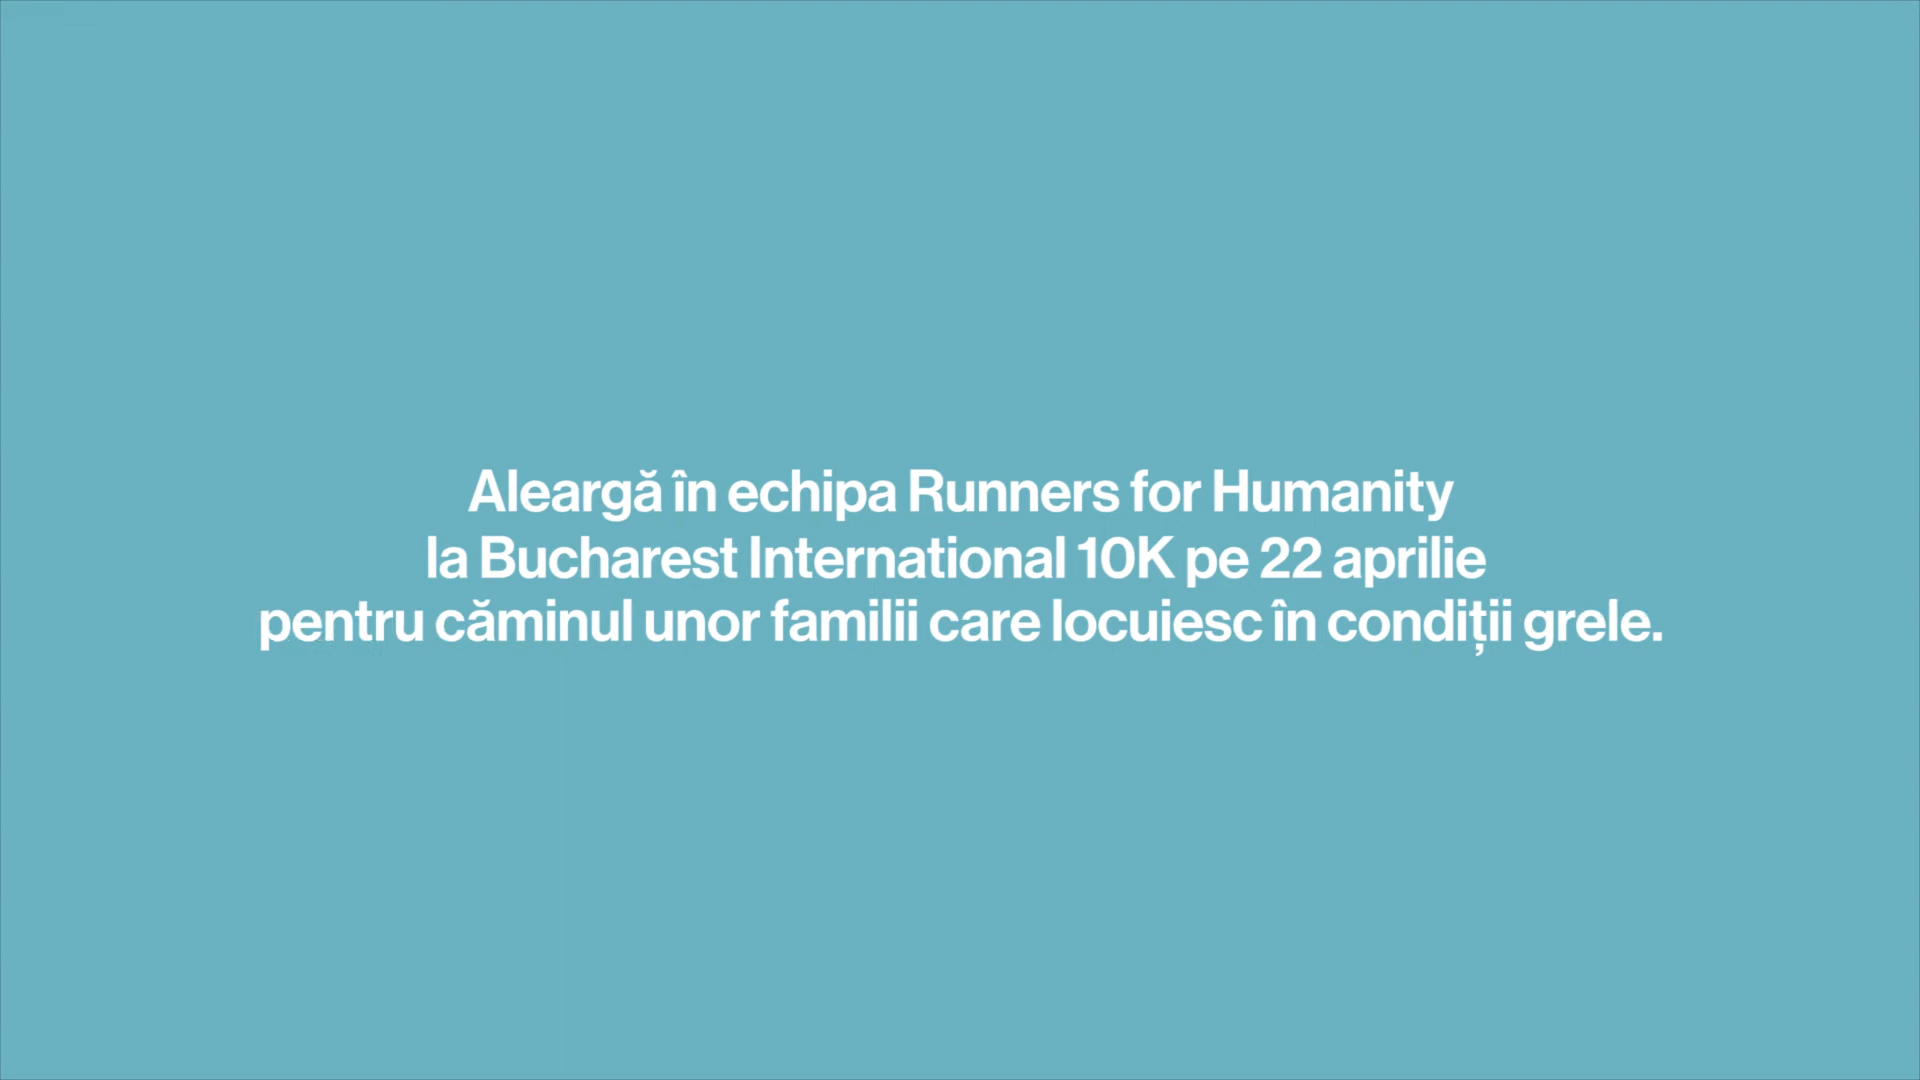 Aleargă în echipa Runners for Humanity
la Bucharest International 10K pe 22 aprilie
pentru căminul unor familii care locuiesc în condiții grele.